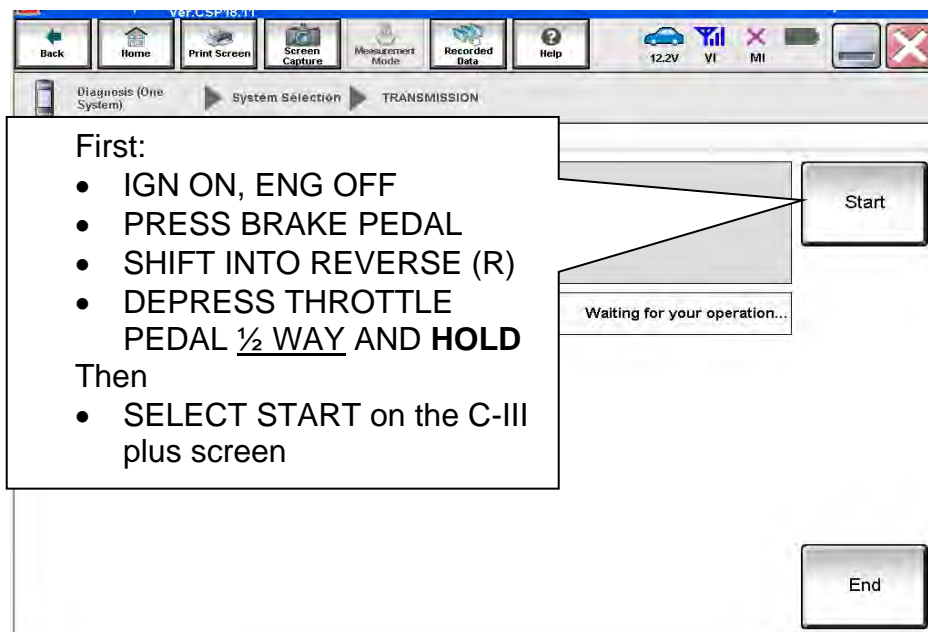 Ver.CSP18.11
Back
Home
Print Screen
Screen
Capture
Measurement
Mode
Recorded
Data
Help
12.2V
VI
MI
Diagnosis (One
System)
System Selection
TRANSMISSION
First:
• IGN ON, ENG OFF
• PRESS BRAKE PEDAL
• SHIFT INTO REVERSE (R)
• DEPRESS THROTTLE
PEDAL ½ WAY AND HOLD
Then
• SELECT START on the C-III
plus screen
Start
Waiting for your operation...
End